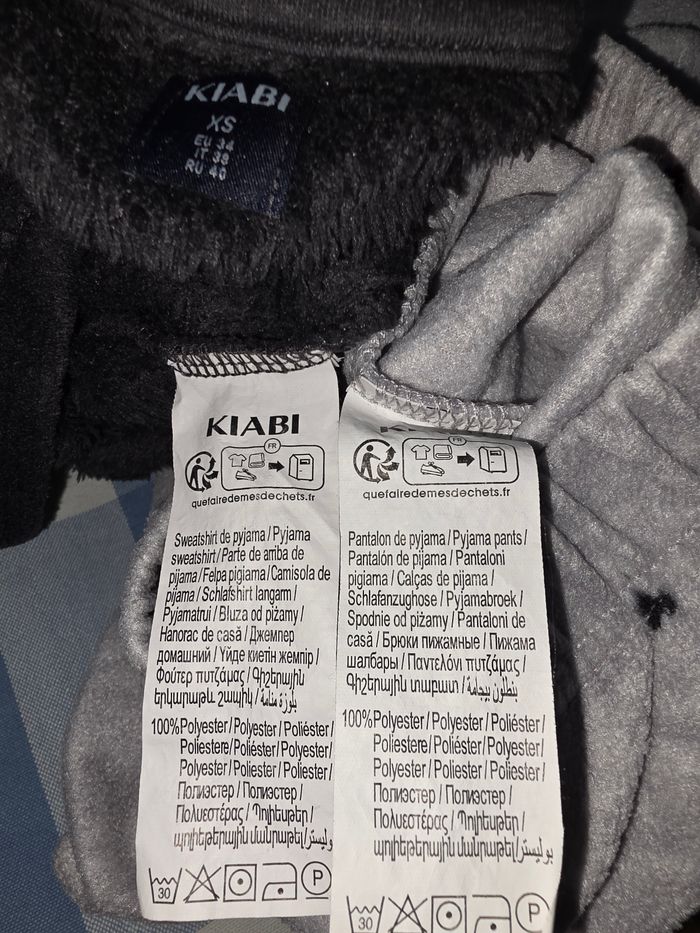 KIABI
XS
EU 34
IT 38
RU 40
KIABI
FR
quefairedemesdechets.fr
Sweatshirt de pyjama / Pyjama
sweatshirt / Parte de arriba de
pijama / Felpa pigiama / Camisola de
pijama / Schlafshirt langarm /
Pyjamatrui / Bluza od piżamy /
Hanorac de casă / Джемпер
домашний / Үйде киетін жемпір /
Φούτερ πυτζάμας / Գիշերային
երկարաթև շապիկ / بلوزة منامة
100%Polyester / Polyester / Poliéster /
Poliestere / Poliéster / Polyester /
Polyester / Poliester / Poliester /
Полиэстер / Полиэстер /
Πολυεστέρας / Պոլիեսթեր /
պոլիեթերային մանրաթել / بوليستر
30
P
FR
quefairedemesdechets.fr
Pantalon de pyjama / Pyjama pants /
Pantalón de pijama / Pantaloni
pigiama / Calças de pijama /
Schlafanzughose / Pyjamabroek /
Spodnie od piżamy / Pantaloni de
casă / Брюки пижамные / Пижама
шалбары / Παντελόνι πυτζάμας /
Գիշերային տաբատ / بنطلون بيجامة
100%Polyester / Polyester / Poliéster /
Poliestere / Poliéster / Polyester /
Polyester / Poliester / Poliester /
Полиэстер / Полиэстер /
Πολυεστέρας / Պոլիեսթեր /
պոլիեթերային մանրաթել / بوليستر
30
P